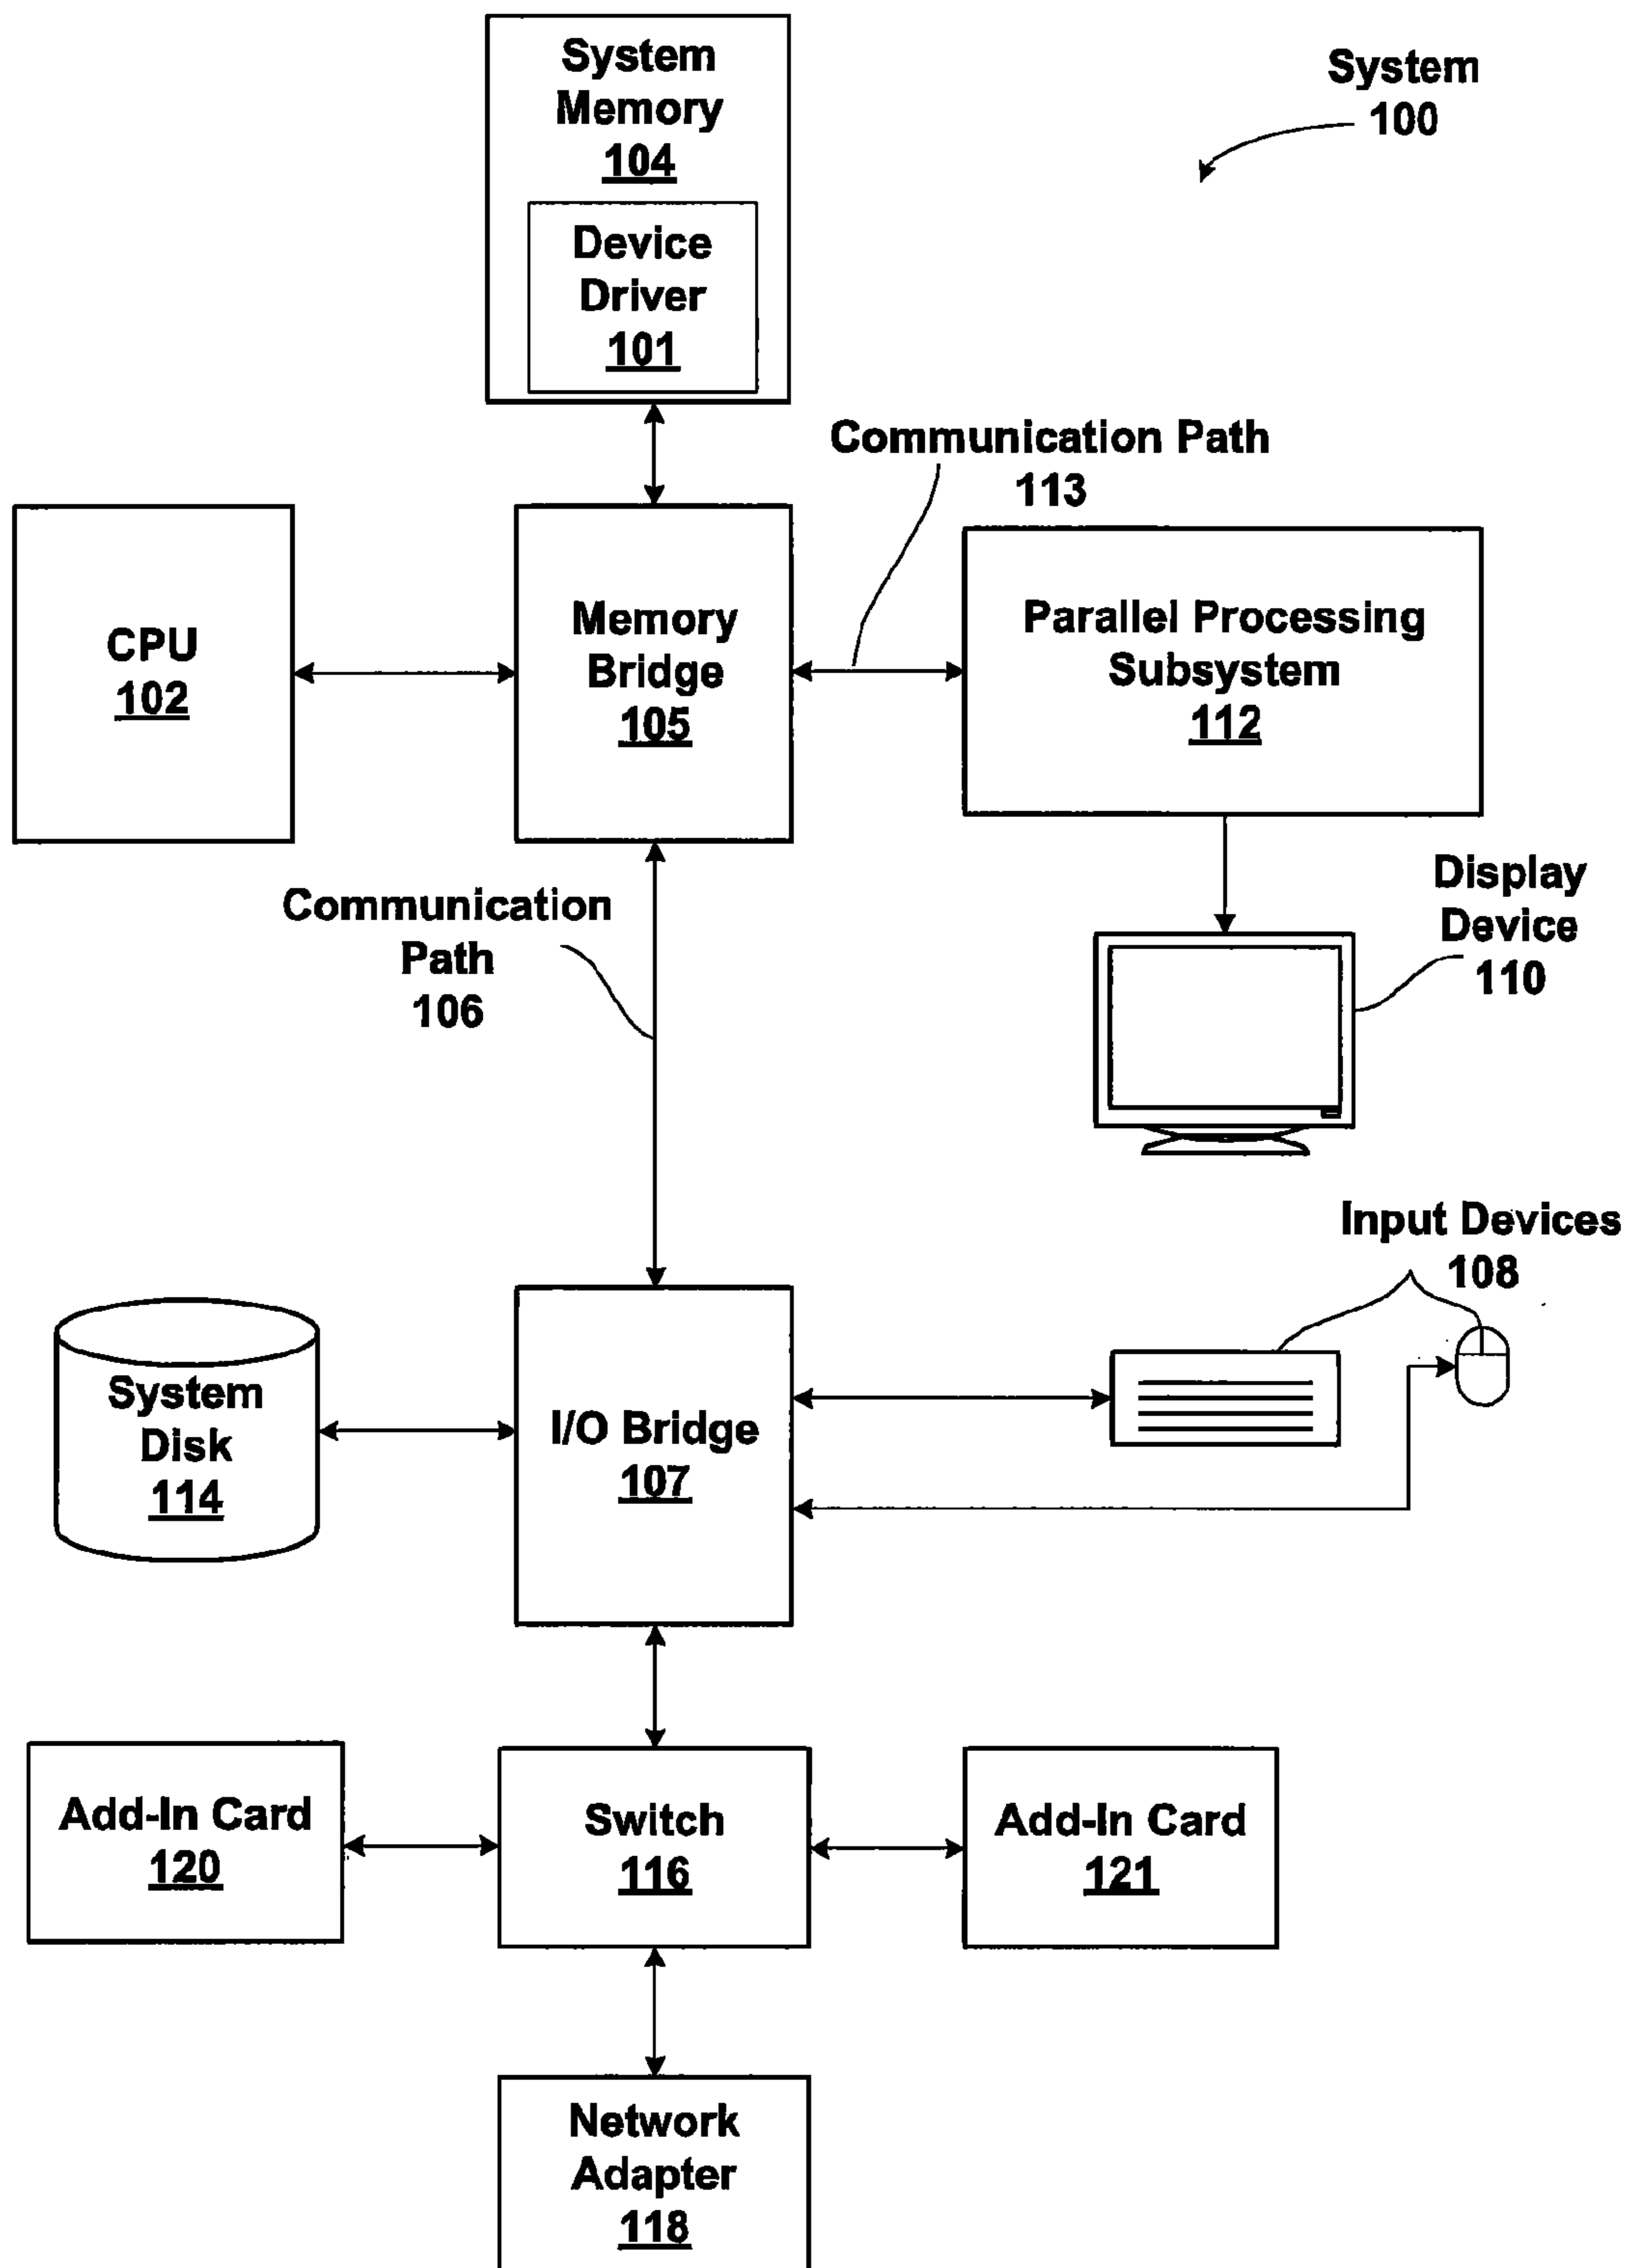 System
Memory
104
Device
Driver
101
System
100
Communication Path
113
CPU
102
Memory
Bridge
105
Parallel Processing
Subsystem
112
Communication
Path
106
Display
Device
110
Input Devices
108
System
Disk
114
I/O Bridge
107
Add-In Card
120
Switch
116
Add-In Card
121
Network
Adapter
118